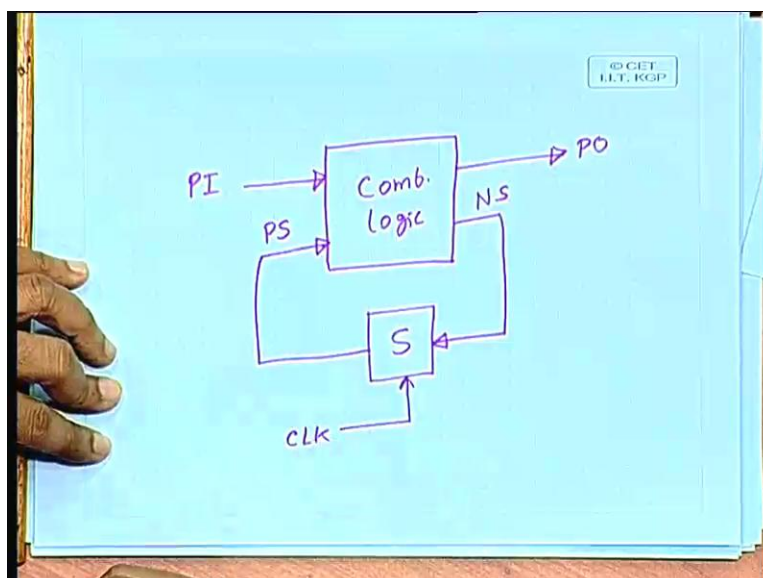 © CET
I.I.T. KGP
PI
Comb.
logic
PO
PS
NS
S
CLK